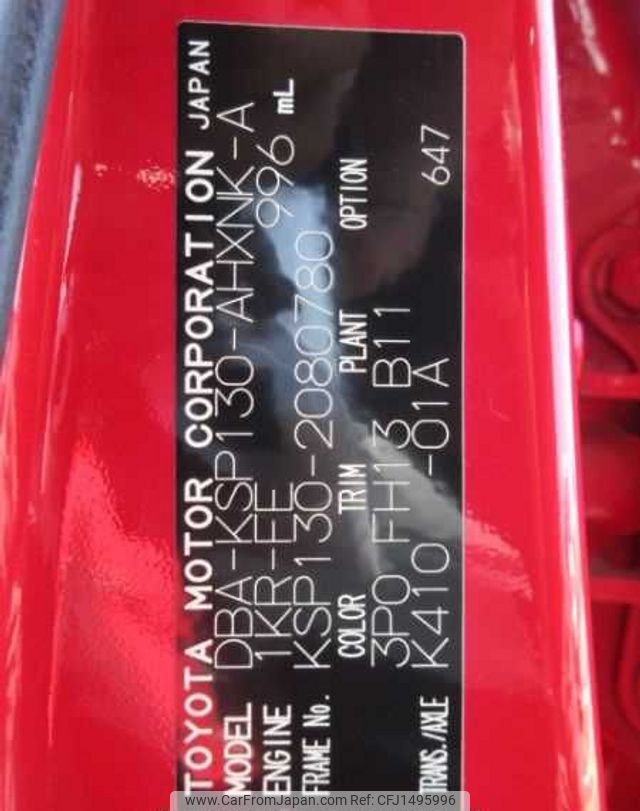 TOYOTA MOTOR CORPORATION JAPAN
MODEL DBA-KSP130-AHXNK-A
ENGINE 1KR-FE 996 mL
FRAME No. KSP130-2080780
COLOR TRIM PLANT OPTION
3P0 FH13 B11
TRANS./AXLE K410 -01A 647
www.CarFromJapan.com Ref:CFJ1495996